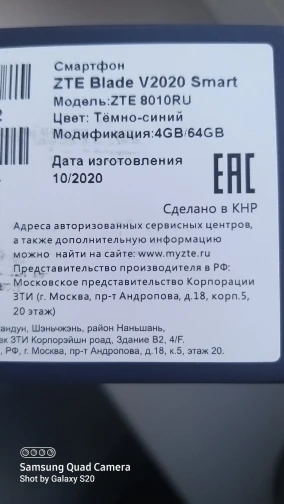 Смартфон
ZTE Blade V2020 Smart
Модель:ZTE 8010RU
2
Цвет: Тёмно-синий
Модификация:4GB/64GB
Дата изготовления
10/2020
EAC
Сделано в КНР
Адреса авторизованных сервисных центров,
а также дополнительную информацию
можно найти на сайте: www.myzte.ru
Представительство производителя в РФ:
Московское представительство Корпорации
ЗТИ (г. Москва, пр-т Андропова, д.18, корп.5,
20 этаж)
андун, Шэньчжэнь, район Наньшань,
вк ЗТИ Корпорэйшн роад, Здание В2, 4/F.
, РФ, г. Москва, пр-т Андропова, д.18, к.5, этаж 20.
Samsung Quad Camera
Shot by Galaxy S20